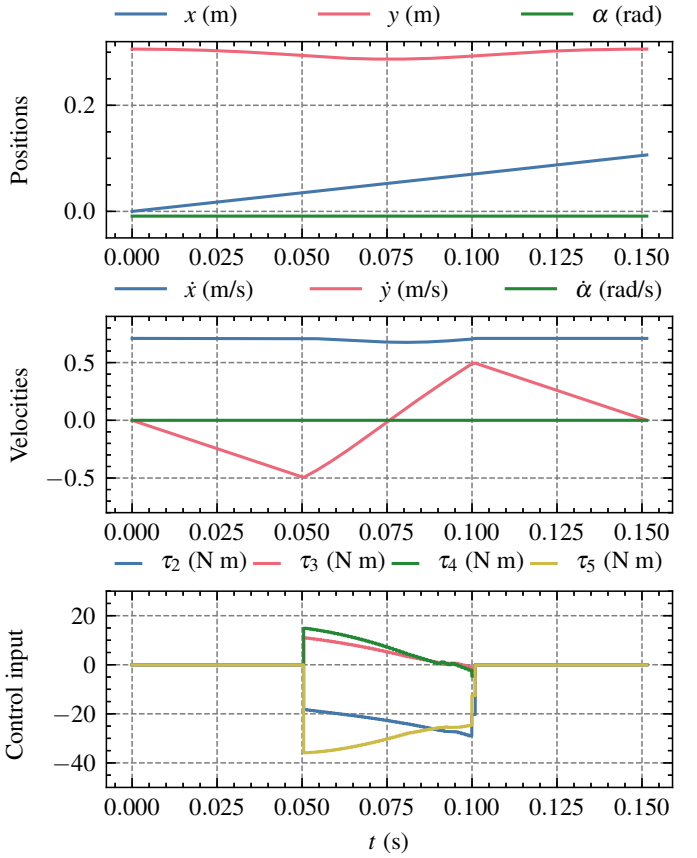 x (m) y (m) α (rad)
Positions
0.2
0.0
0.000 0.025 0.050 0.075 0.100 0.125 0.150
ẋ (m/s) ẏ (m/s) α̇ (rad/s)
Velocities
0.5
0.0
−0.5
0.000 0.025 0.050 0.075 0.100 0.125 0.150
τ₂ (N m) τ₃ (N m) τ₄ (N m) τ₅ (N m)
Control input
20
0
−20
−40
0.000 0.025 0.050 0.075 0.100 0.125 0.150
t (s)